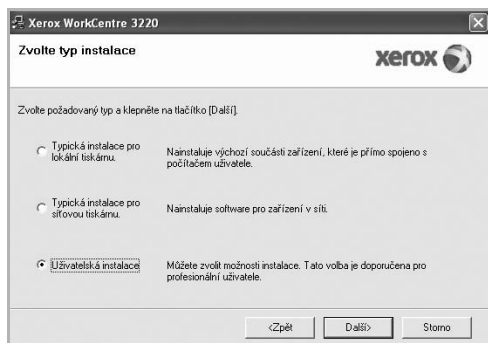 Xerox WorkCentre 3220
Zvolte typ instalace
xerox
Zvolte požadovaný typ a klepněte na tlačítko [Další].
Typická instalace pro
lokální tiskárnu.
Nainstaluje výchozí součásti zařízení, které je přímo spojeno s
počítačem uživatele.
Typická instalace pro
síťovou tiskárnu.
Nainstaluje software pro zařízení v síti.
Uživatelská instalace
Můžete zvolit možnosti instalace. Tato volba je doporučena pro
profesionální uživatele.
<Zpět
Další>
Storno